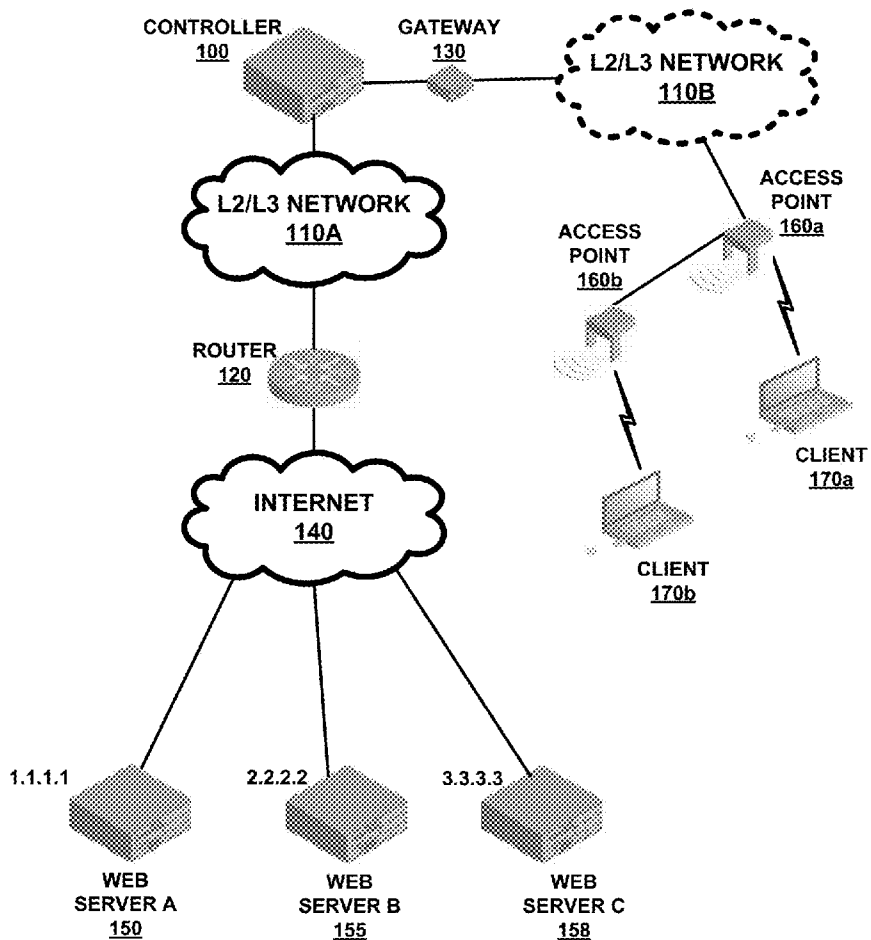 CONTROLLER
100
GATEWAY
130
L2/L3 NETWORK
110B
L2/L3 NETWORK
110A
ACCESS
POINT
160a
ACCESS
POINT
160b
ROUTER
120
CLIENT
170a
INTERNET
140
CLIENT
170b
1.1.1.1
2.2.2.2
3.3.3.3
WEB
SERVER A
150
WEB
SERVER B
155
WEB
SERVER C
158